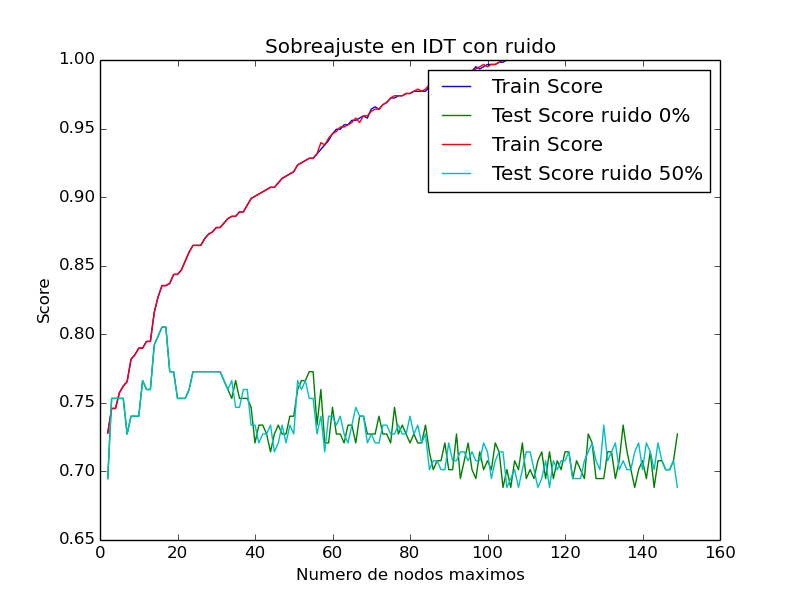 Sobreajuste en IDT con ruido
1.00
0.95
0.90
0.85
0.80
0.75
0.70
0.65
Score
Train Score
Test Score ruido 0%
Train Score
Test Score ruido 50%
0 20 40 60 80 100 120 140 160
Numero de nodos maximos